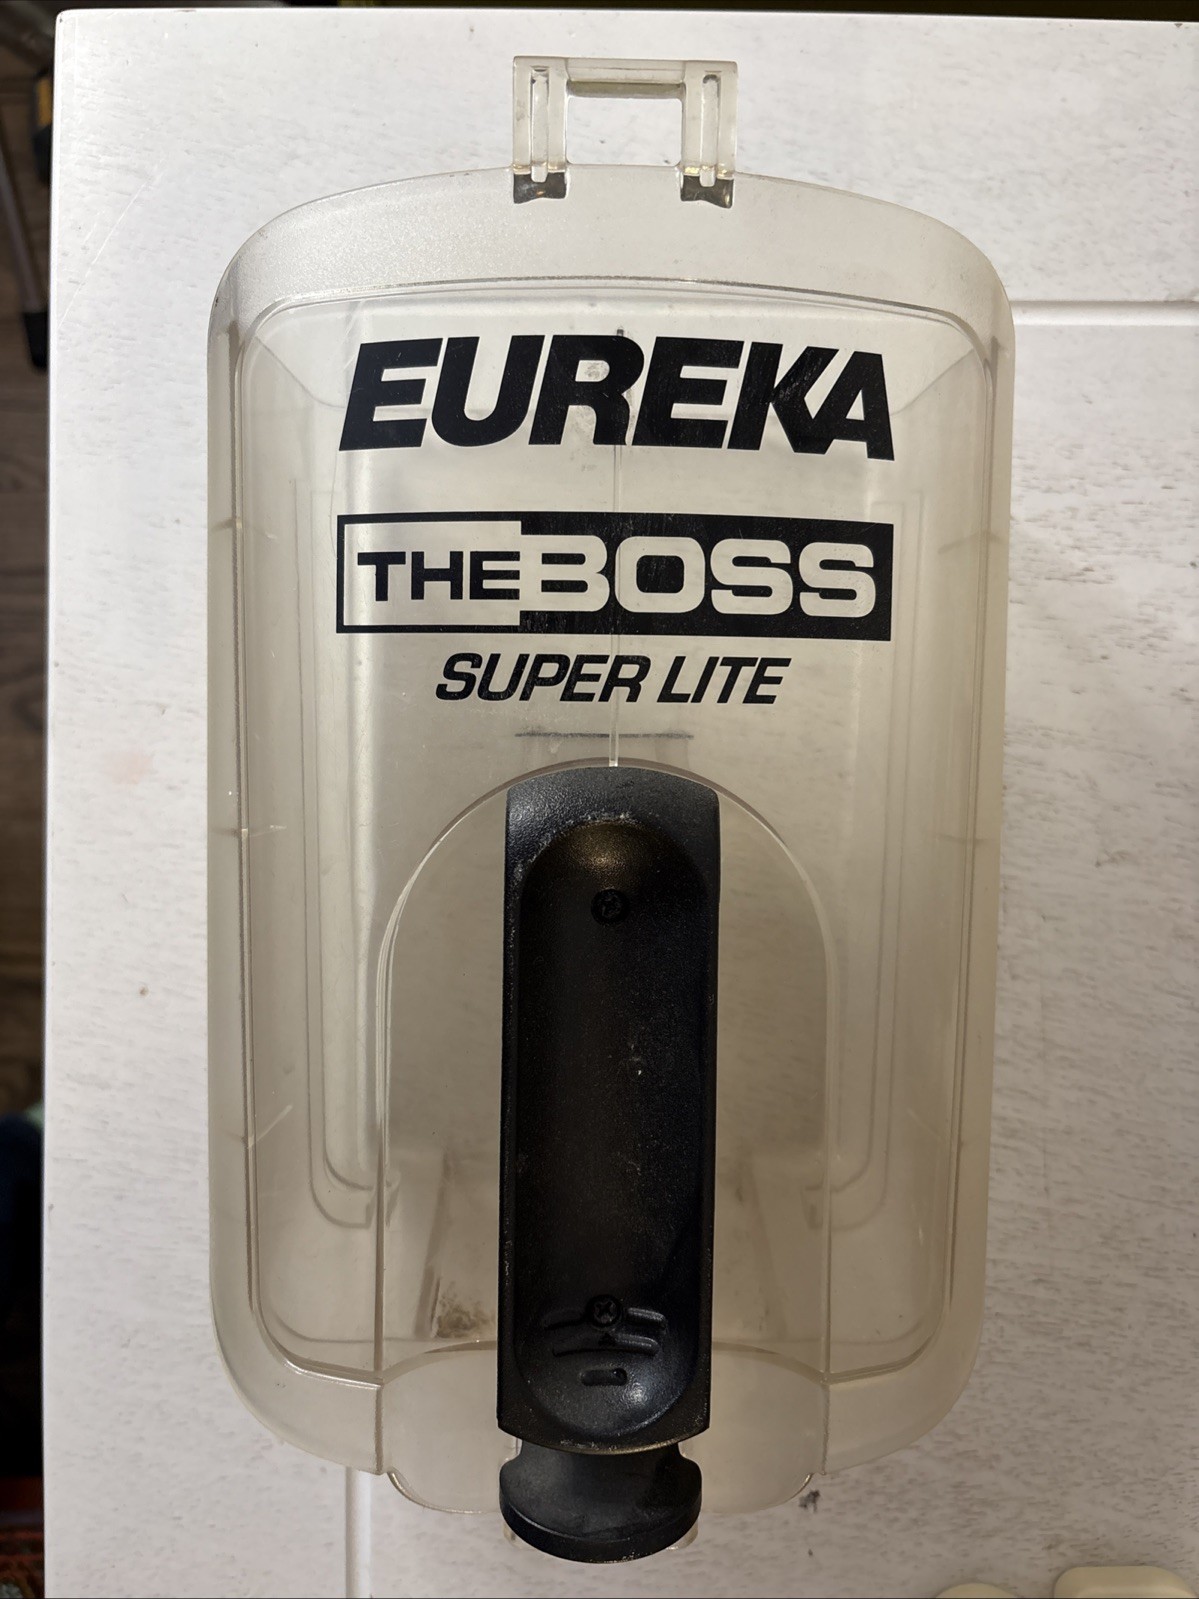 EUREKA
THE BOSS
SUPER LITE